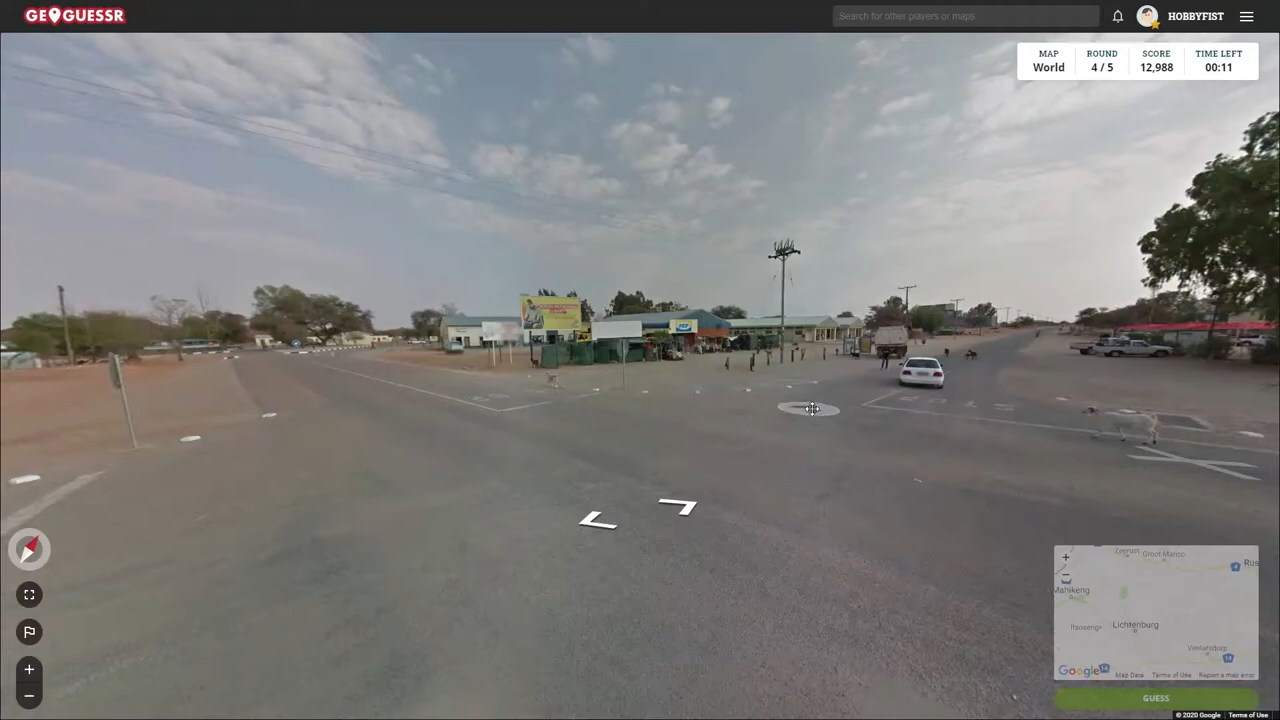 GEOGUESSR
Search for other players or maps
HOBBYFIST
MAP
World
ROUND
4 / 5
SCORE
12,988
TIME LEFT
00:11
PEP
Zeerust
Groot Marico
Rus
Mahikeng
Itsoseng
Lichtenburg
Ventersdorp
Google
Map Data
Terms of Use
Report a map error
GUESS
© 2020 Google
Terms of Use